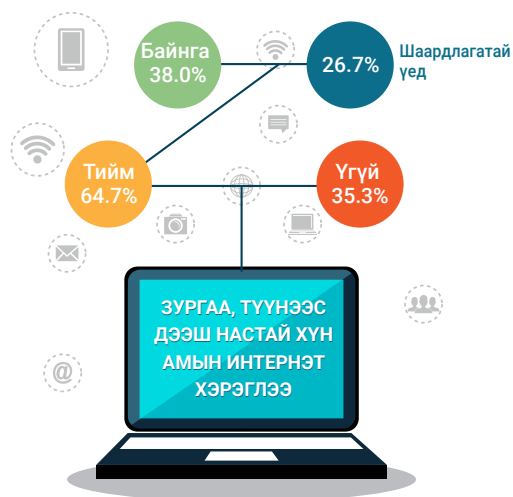 Байнга
38.0%
26.7%
Шаардлагатай
үед
Тийм
64.7%
Үгүй
35.3%
ЗУРГАА, ТҮҮНЭЭС
ДЭЭШ НАСТАЙ ХҮН
АМЫН ИНТЕРНЭТ
ХЭРЭГЛЭЭ
@